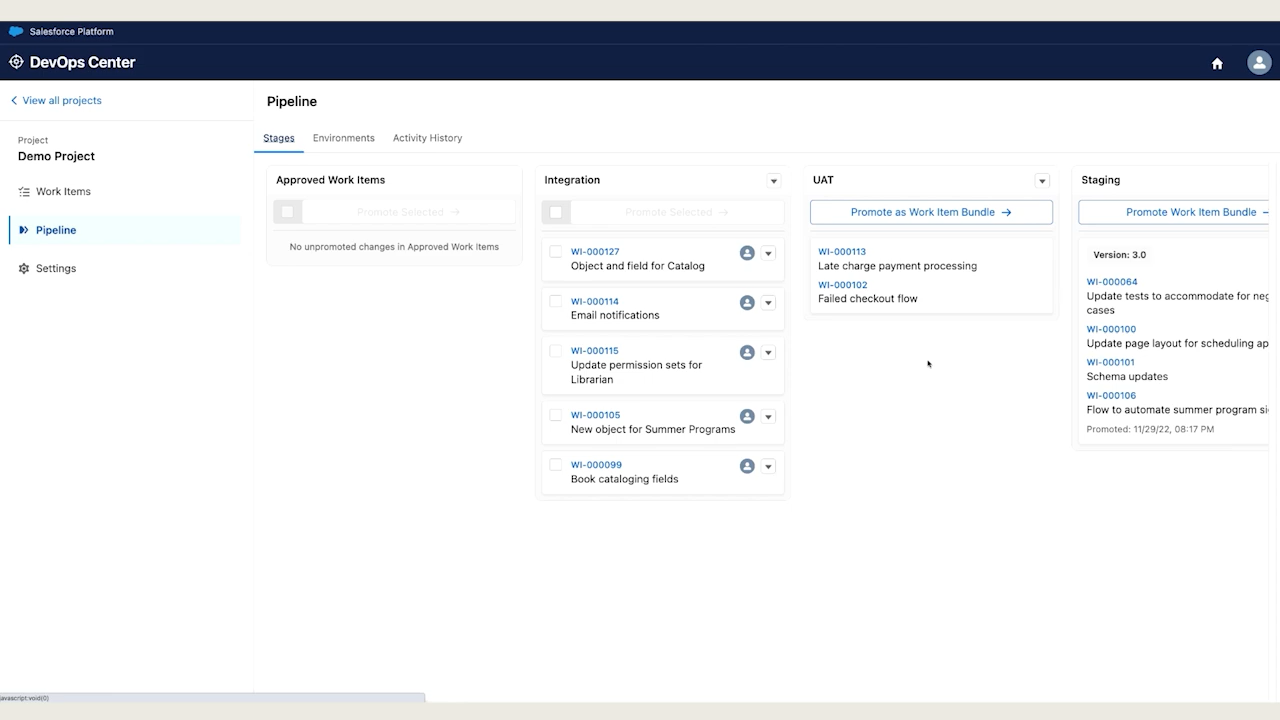 Salesforce Platform
DevOps Center
View all projects
Project
Demo Project
Work Items
Pipeline
Settings
Pipeline
Stages Environments Activity History
Approved Work Items
Promote Selected
No unpromoted changes in Approved Work Items
Integration
Promote Selected
WI-000127
Object and field for Catalog
WI-000114
Email notifications
WI-000115
Update permission sets for
Librarian
WI-000105
New object for Summer Programs
WI-000099
Book cataloging fields
UAT
Promote as Work Item Bundle
WI-000113
Late charge payment processing
WI-000102
Failed checkout flow
Staging
Promote Work Item Bundle
Version: 3.0
WI-000064
Update tests to accommodate for neg
cases
WI-000100
Update page layout for scheduling ap
WI-000101
Schema updates
WI-000106
Flow to automate summer program si
Promoted: 11/29/22, 08:17 PM
javascript:void(0)